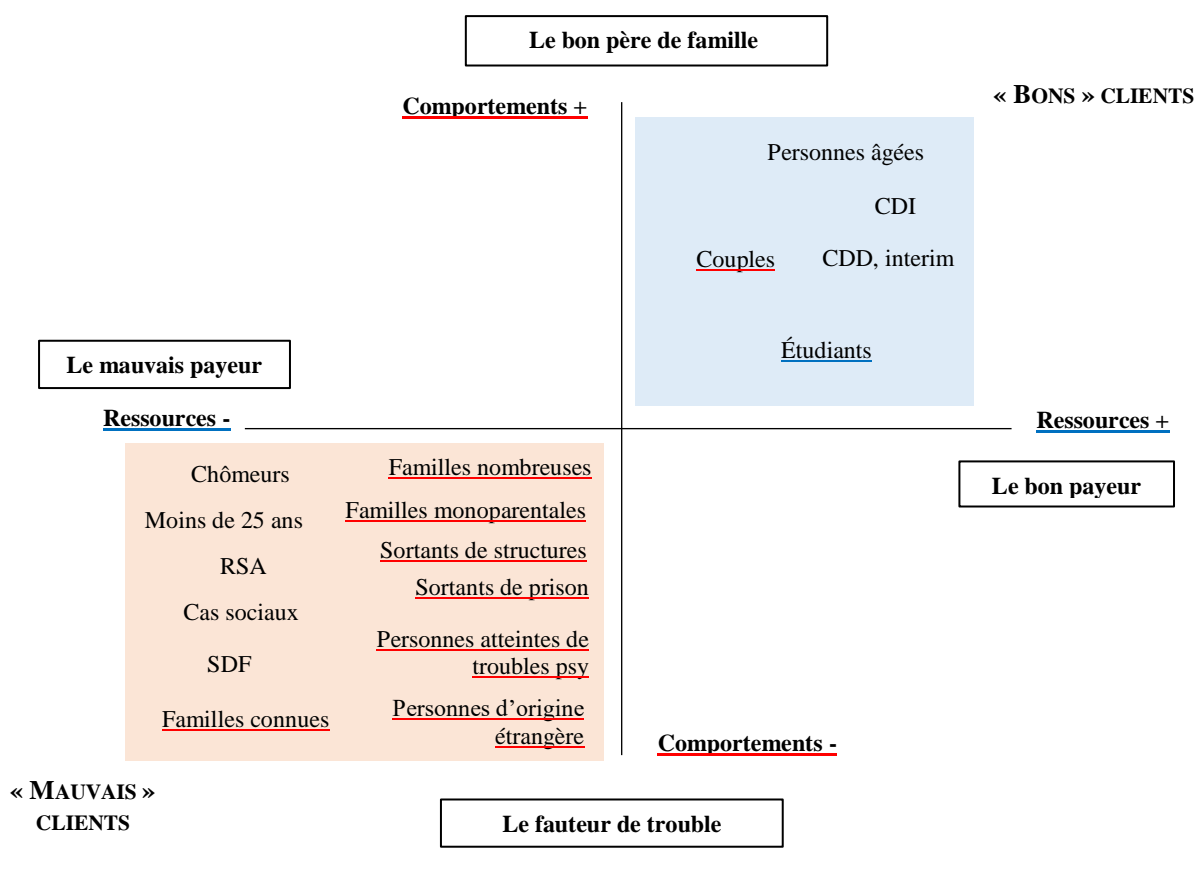 Le bon père de famille
« BONS » CLIENTS
Comportements +
Personnes âgées
CDI
Couples
CDD, interim
Étudiants
Le mauvais payeur
Ressources -
Ressources +
Le bon payeur
Chômeurs
Familles nombreuses
Moins de 25 ans
Familles monoparentales
Sortants de structures
RSA
Sortants de prison
Cas sociaux
Personnes atteintes de
troubles psy
SDF
Familles connues
Personnes d’origine
étrangère
Comportements -
« MAUVAIS »
CLIENTS
Le fauteur de trouble